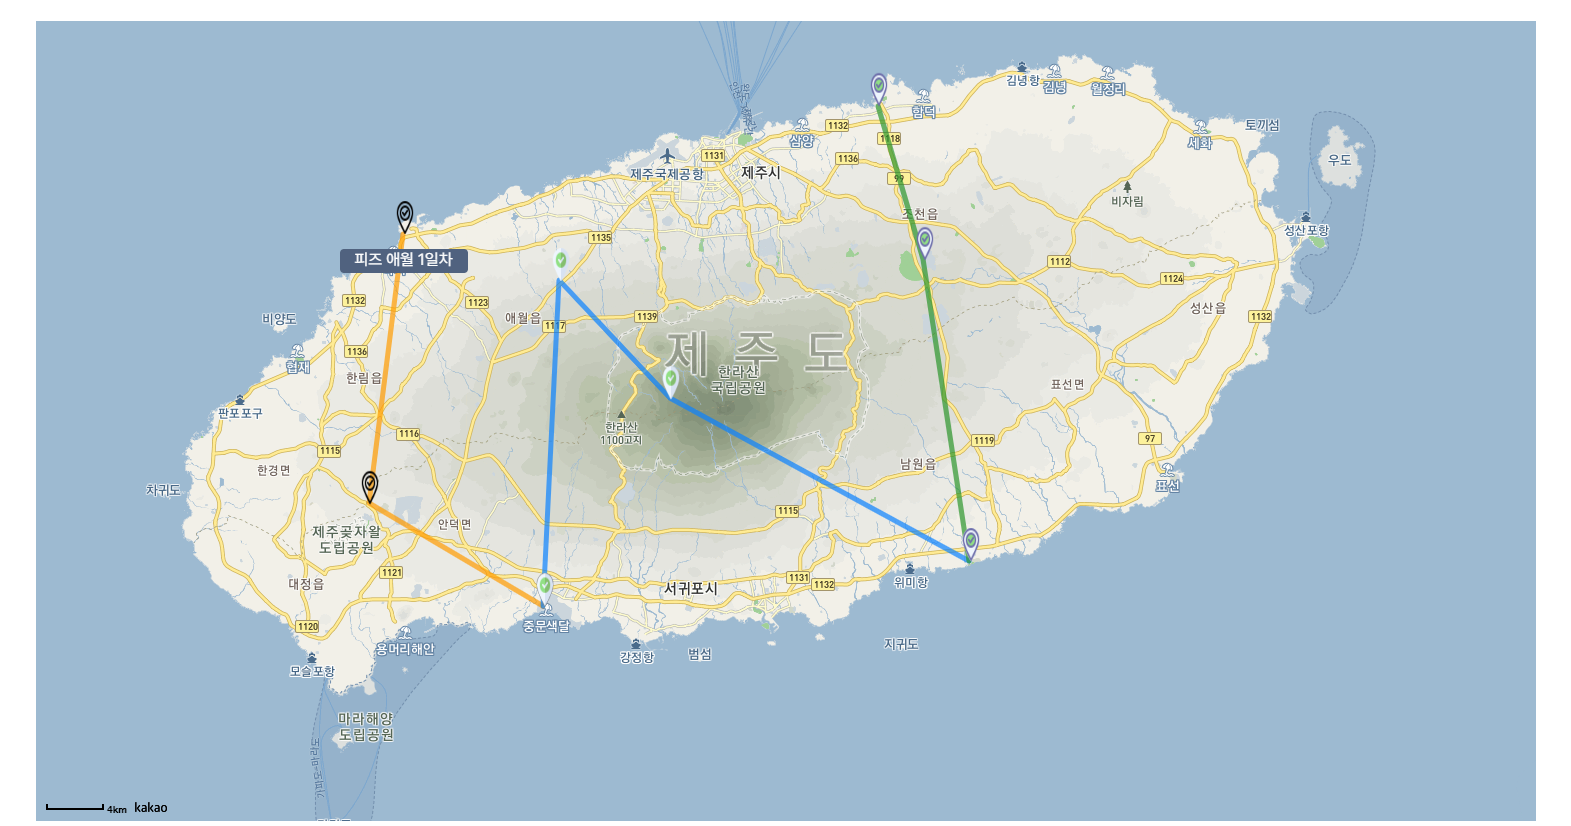 김녕항
김녕
월정리
함덕
1132
삼양
1118
토끼섬
세화
1131
1136
우도
제주국제공항
제주시
99
비자림
조천읍
성산포항
1135
피즈 애월 1일차
1112
1124
1132
1123
비양도
애월읍
1117
1139
성산읍
1132
제 주 도
1136
협재
한림읍
한라산
국립공원
표선면
판포포구
한라산
1100고지
1116
1115
1119
97
한경면
남원읍
차귀도
표선
1115
안덕면
제주곶자왈
도립공원
1121
대정읍
서귀포시
1131
1132
위미항
1120
중문색달
용머리해안
강정항
범섬
지귀도
모슬포항
마라해양
도립공원
4km
kakao